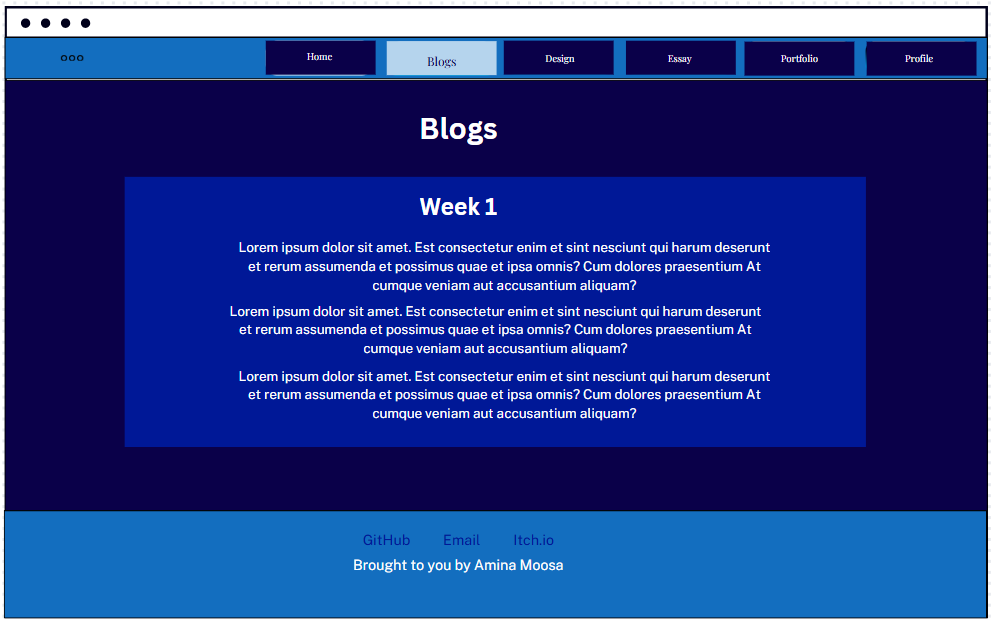 ooo
Home Blogs Design Essay Portfolio Profile
Blogs
Week 1
Lorem ipsum dolor sit amet. Est consectetur enim et sint nesciunt qui harum deserunt
et rerum assumenda et possimus quae et ipsa omnis? Cum dolores praesentium At
cumque veniam aut accusantium aliquam?
Lorem ipsum dolor sit amet. Est consectetur enim et sint nesciunt qui harum deserunt
et rerum assumenda et possimus quae et ipsa omnis? Cum dolores praesentium At
cumque veniam aut accusantium aliquam?
Lorem ipsum dolor sit amet. Est consectetur enim et sint nesciunt qui harum deserunt
et rerum assumenda et possimus quae et ipsa omnis? Cum dolores praesentium At
cumque veniam aut accusantium aliquam?
GitHub Email Itch.io
Brought to you by Amina Moosa